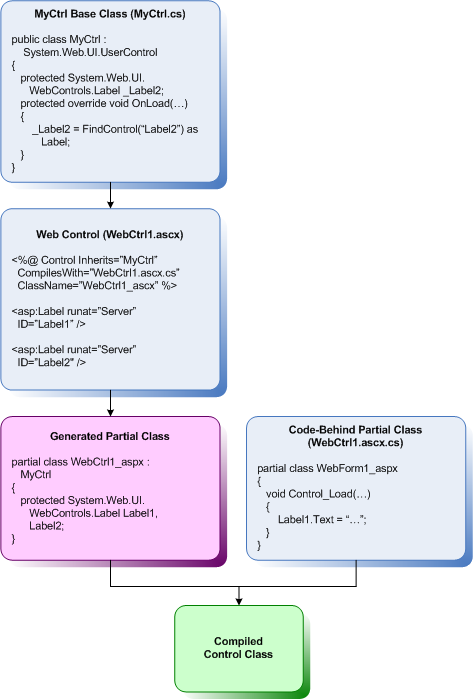 MyCtrl Base Class (MyCtrl.cs)
public class MyCtrl :
System.Web.UI.UserControl
{
protected System.Web.UI.
WebControls.Label _Label2;
protected override void OnLoad(…)
{
_Label2 = FindControl(“Label2”) as
Label;
}
}
Web Control (WebCtrl1.ascx)
<%@ Control Inherits=”MyCtrl”
CompilesWith=”WebCtrl1.ascx.cs”
ClassName=”WebCtrl1_ascx” %>
<asp:Label runat=”Server”
ID=”Label1” />
<asp:Label runat=”Server”
ID=”Label2” />
Generated Partial Class
partial class WebCtrl1_aspx :
MyCtrl
{
protected System.Web.UI.
WebControls.Label Label1,
Label2;
}
Code-Behind Partial Class
(WebCtrl1.ascx.cs)
partial class WebForm1_aspx
{
void Control_Load(…)
{
Label1.Text = “…”;
}
}
Compiled
Control Class